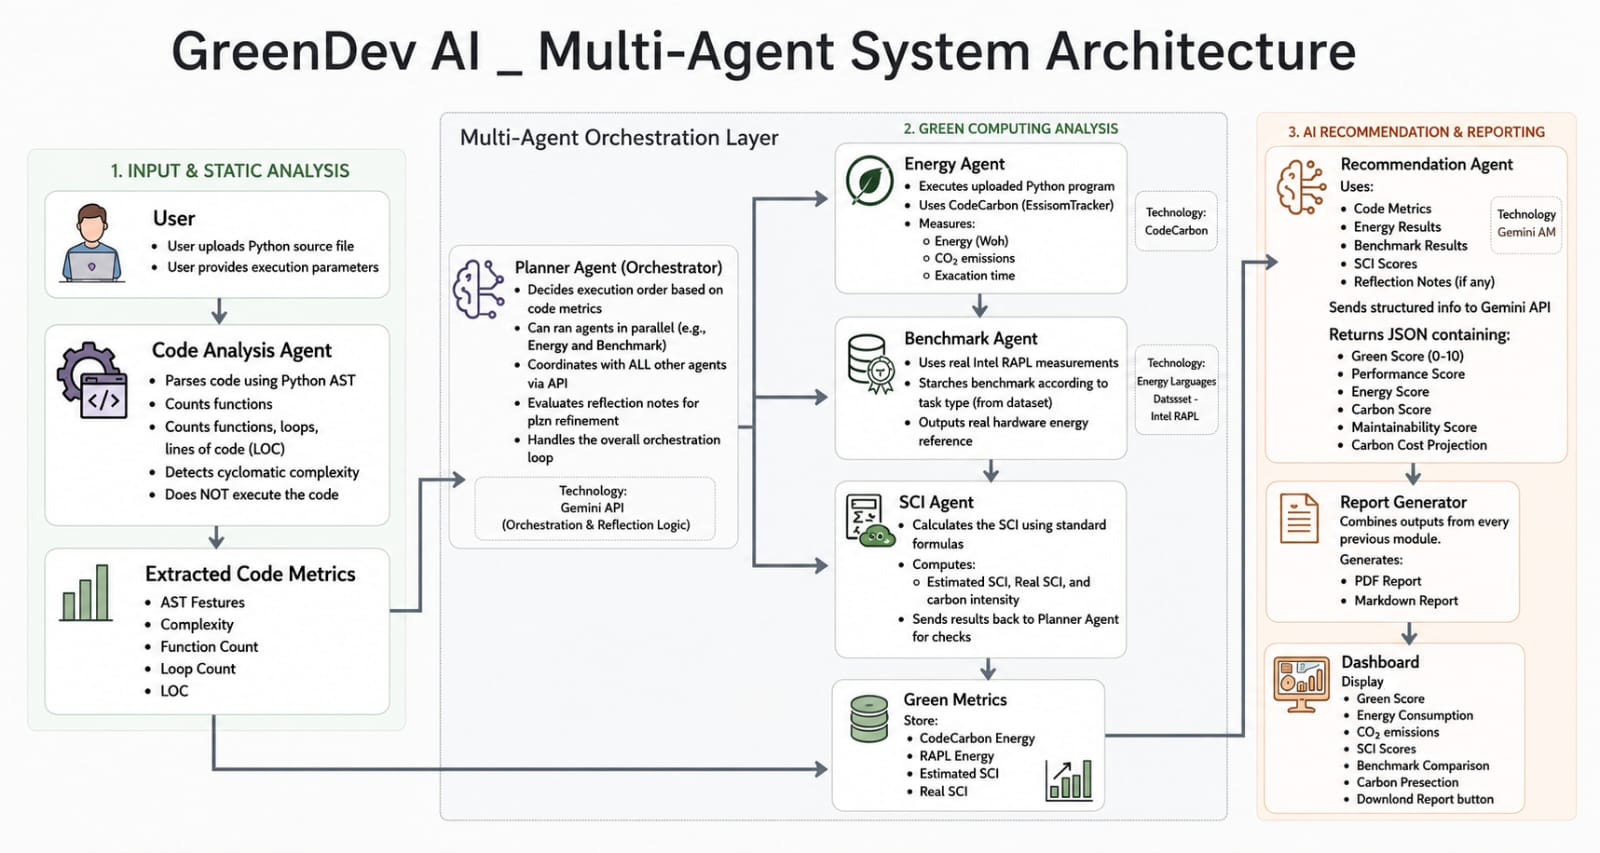 GreenDev AI _ Multi-Agent System Architecture
1. INPUT & STATIC ANALYSIS
User
• User uploads Python source file
• User provides execution parameters
Code Analysis Agent
• Parses code using Python AST
• Counts functions
• Counts functions, loops,
lines of code (LOC)
• Detects cyclomatic complexity
• Does NOT execute the code
Extracted Code Metrics
• AST Festures
• Complexity
• Function Count
• Loop Count
• LOC
Multi-Agent Orchestration Layer
Planner Agent (Orchestrator)
• Decides execution order based on
code metrics
• Can ran agents in parallel (e.g.,
Energy and Benchmark)
• Coordinates with ALL other agents
via API
• Evaluates reflection notes for
plzn refinement
• Handles the overall orchestration
loop
Technology:
Gemini API
(Orchestration & Reflection Logic)
2. GREEN COMPUTING ANALYSIS
Energy Agent
• Executes uploaded Python program
• Uses CodeCarbon (EssisomTracker)
• Measures:
○ Energy (Woh)
○ CO₂ emissions
○ Exacation time
Technology:
CodeCarbon
Benchmark Agent
• Uses real Intel RAPL measurements
• Starches benchmark according to
task type (from dataset)
• Outputs real hardware energy
reference
Technology:
Energy Larguages
Datssset -
Intel RAPL
SCI Agent
• Calculates the SCI using standard
formulas
• Computes:
○ Estimated SCI, Real SCI, and
carbon intensity
• Sends results back to Planner Agent
for checks
Green Metrics
Store:
• CodeCarbon Energy
• RAPL Energy
• Estimated SCI
• Real SCI
3. AI RECOMMENDATION & REPORTING
Recommendation Agent
Uses:
• Code Metrics
• Energy Results
• Benchmark Results
• SCI Scores
• Reflection Notes (if any)
Technology
Gemini AM
Sends structured info to Gemini API
Returns JSON containing:
• Green Score (0-10)
• Performance Score
• Energy Score
• Carbon Score
• Maintainability Score
• Carbon Cost Projection
Report Generator
Combines outputs from every
previous module.
Generates:
• PDF Report
• Markdown Report
Dashboard
Display
• Green Score
• Energy Consumption
• CO₂ emissions
• SCI Scores
• Benchmark Comparison
• Carbon Presection
• Downlond Report button